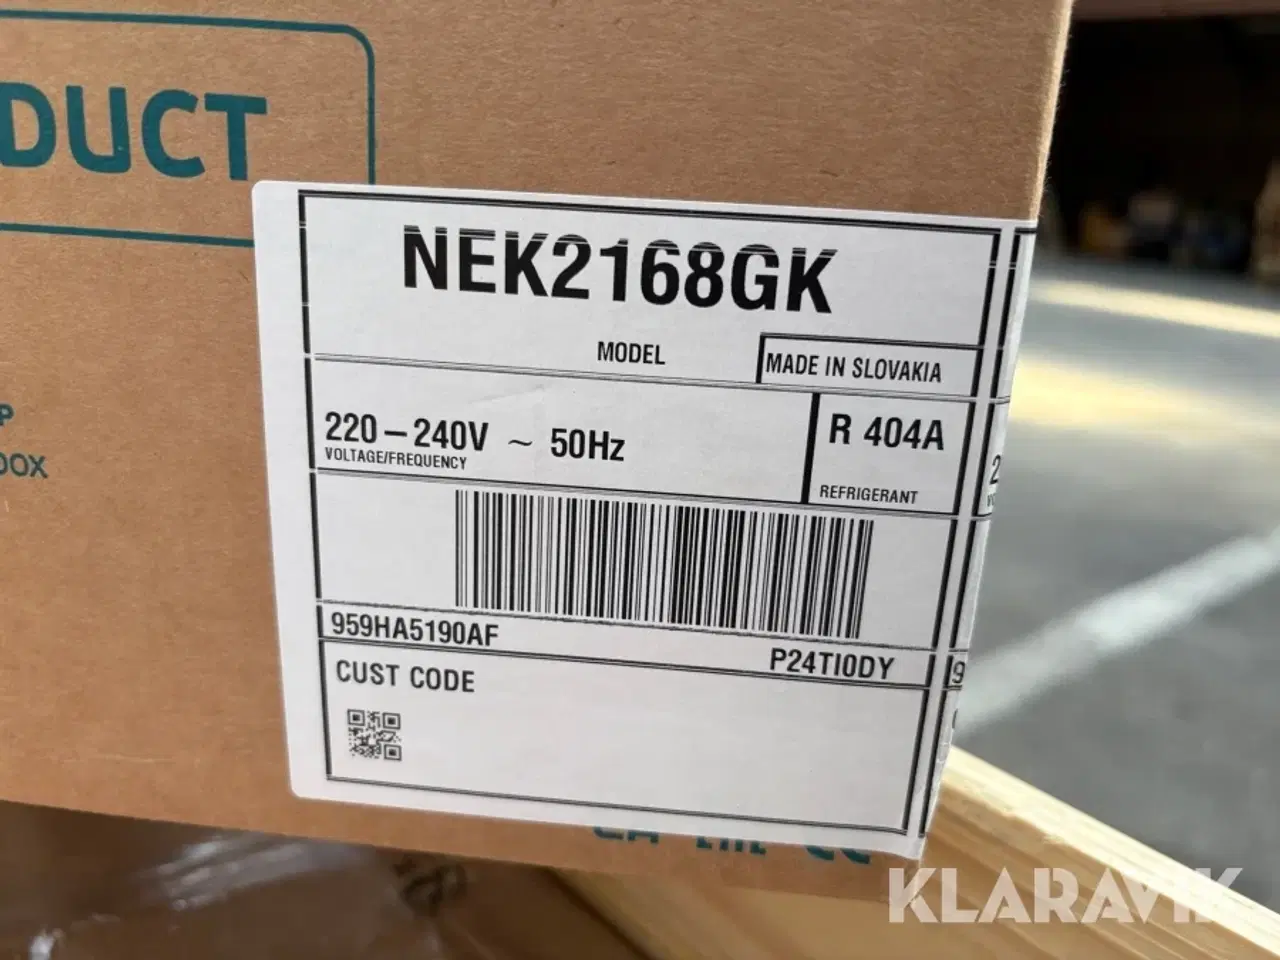 DUCT
NEK2168GK
MODEL
MADE IN SLOVAKIA
220-240V ~ 50Hz
VOLTAGE/FREQUENCY
R 404A
REFRIGERANT
959HA5190AF
P24TI0DY
CUST CODE
KLARAVIK